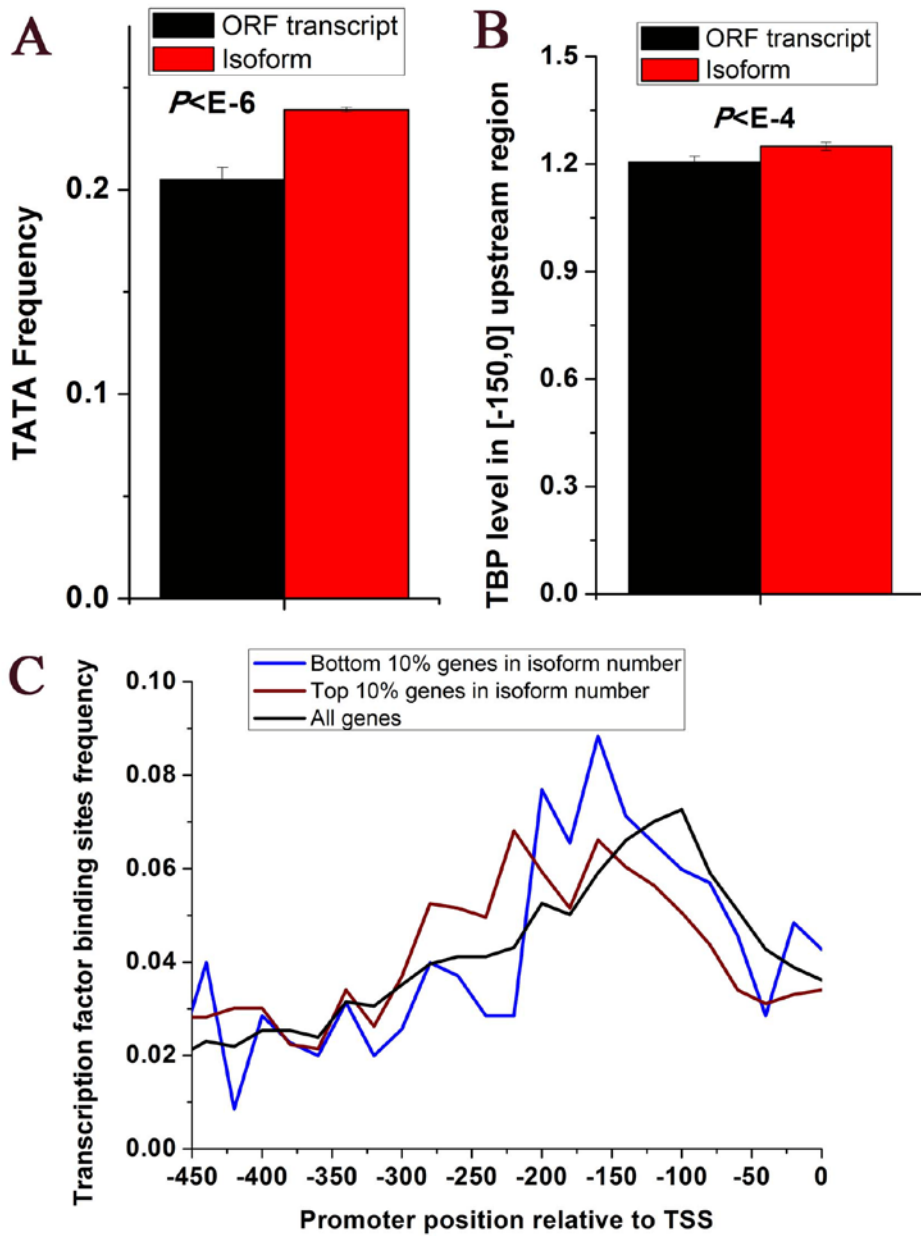 A
ORF transcript
Isoform
P<E-6
TATA Frequency
0.2
0.1
0.0
B
ORF transcript
Isoform
P<E-4
TBP level in [-150,0] upstream region
1.5
1.2
0.9
0.6
0.3
0.0
C
Bottom 10% genes in isoform number
Top 10% genes in isoform number
All genes
Transcription factor binding sites frequency
0.10
0.08
0.06
0.04
0.02
0.00
-450 -400 -350 -300 -250 -200 -150 -100 -50 0
Promoter position relative to TSS